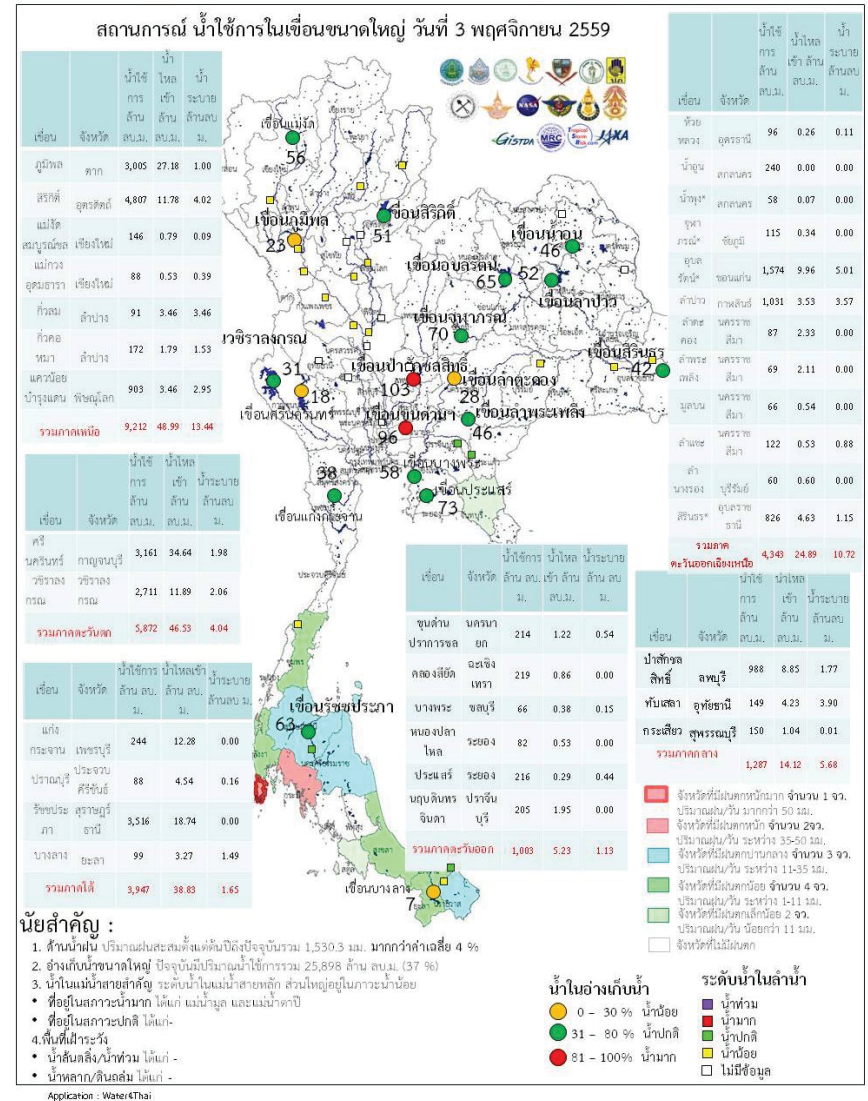 สถานการณ์ น้ำใช้การในเขื่อนขนาดใหญ่ วันที่ 3 พฤศจิกายน 2559
เขื่อน จังหวัด น้ำใช้การ ล้าน ลบ.ม. น้ำไหลเข้า ล้าน ลบ.ม. น้ำระบาย ล้านลบ ม.
ภูมิพล ตาก 3,005 27.18 1.00
สิริกิติ์ อุตรดิตถ์ 4,807 11.78 4.02
แม่งัดสมบูรณ์ชล เชียงใหม่ 146 0.79 0.09
แม่กวงอุดมธารา เชียงใหม่ 88 0.53 0.39
กิ่วลม ลำปาง 91 3.46 3.46
กิ่วคอหมา ลำปาง 172 1.79 1.53
แควน้อยบำรุงแดน พิษณุโลก 903 3.46 2.95
รวมภาคเหนือ 9,212 48.99 13.44
เขื่อน จังหวัด น้ำใช้การ ล้าน ลบ.ม. น้ำไหลเข้า ล้าน ลบ.ม. น้ำระบาย ล้านลบ ม.
ศรีนครินทร์ กาญจนบุรี 3,161 34.64 1.98
วชิราลงกรณ วชิราลงกรณ 2,711 11.89 2.06
รวมภาคตะวันตก 5,872 46.53 4.04
เขื่อน จังหวัด น้ำใช้การ ล้าน ลบ. ม. น้ำไหลเข้า ล้าน ลบ. ม. น้ำระบาย ล้านลบ ม.
แก่งกระจาน เพชรบุรี 244 12.28 0.00
ปราณบุรี ประจวบคีรีขันธ์ 88 4.54 0.16
รัชชประภา สุราษฎร์ธานี 3,516 18.74 0.00
บางลาง ยะลา 99 3.27 1.49
รวมภาคใต้ 3,947 38.83 1.65
เขื่อน จังหวัด น้ำใช้การ ล้าน ลบ.ม. น้ำไหลเข้า ล้าน ลบ.ม. น้ำระบาย ล้านลบ ม.
ห้วยหลวง อุดรธานี 96 0.26 0.11
น้ำอูน สกลนคร 240 0.00 0.00
น้ำพุง* สกลนคร 58 0.07 0.00
จุฬาภรณ์* ชัยภูมิ 115 0.34 0.00
อุบลรัตน์* ขอนแก่น 1,574 9.96 5.01
ลำปาว กาฬสินธุ์ 1,031 3.53 3.57
ลำตะคอง นครราชสีมา 87 2.33 0.00
ลำพระเพลิง นครราชสีมา 69 2.11 0.00
มูลบน นครราชสีมา 66 0.54 0.00
ลำแชะ นครราชสีมา 122 0.53 0.88
ลำนางรอง บุรีรัมย์ 60 0.60 0.00
สิรินธร* อุบลราชธานี 826 4.63 1.15
รวมภาคตะวันออกเฉียงเหนือ 4,343 24.89 10.72
เขื่อน จังหวัด น้ำใช้การ ล้าน ลบ. ม. น้ำไหลเข้า ล้าน ลบ.ม. น้ำระบาย ล้าน ลบ ม.
ขุนด่านปราการชล นครนายก 214 1.22 0.54
คลองสียัด ฉะเชิงเทรา 219 0.86 0.00
บางพระ ชลบุรี 66 0.38 0.15
หนองปลาไหล ระยอง 82 0.53 0.00
ประแสร์ ระยอง 216 0.29 0.44
นฤบดินทรจินดา ปราจีนบุรี 205 1.95 0.00
รวมภาคตะวันออก 1,003 5.23 1.13
เขื่อน จังหวัด น้ำใช้การ ล้าน ลบ.ม. น้ำไหลเข้า ล้าน ลบ.ม. น้ำระบาย ล้านลบ ม.
ป่าสักชลสิทธิ์ ลพบุรี 988 8.85 1.77
ทับเสลา อุทัยธานี 149 4.23 3.90
กระเสียว สุพรรณบุรี 150 1.04 0.01
รวมภาคกลาง 1,287 14.12 5.68
NASA
GISTDA MRC Tropical Storm Risk.com JAXA
เขื่อนแม่งัด 56
เขื่อนภูมิพล 23
เขื่อนสิริกิติ์ 51
เขื่อนน้ำอูน 46
เขื่อนอุบลรัตน์ 65
52 เขื่อนลำปาว
เขื่อนจุฬาภรณ์ 70
วชิราลงกรณ 31
18 เขื่อนศรีนครินทร์
เขื่อนป่าสักชลสิทธิ์ 103
เขื่อนลำตะคอง 28
เขื่อนสิรินธร 42
เขื่อนขุนด่านฯ 96
เขื่อนลำพระเพลิง 46
เขื่อนบางพระ 58
เขื่อนประแสร์ 73
38 เขื่อนแก่งกระจาน
เขื่อนรัชชประภา 63
เขื่อนบางลาง 7
จังหวัดที่มีฝนตกหนักมาก จำนวน 1 จว.
ปริมาณฝน/วัน มากกว่า 50 มม.
จังหวัดที่มีฝนตกหนัก จำนวน 2จว.
ปริมาณฝน/วัน ระหว่าง 35-50 มม.
จังหวัดที่มีฝนตกปานกลาง จำนวน 3 จว.
ปริมาณฝน/วัน ระหว่าง 11-35 มม.
จังหวัดที่มีฝนตกน้อย จำนวน 4 จว.
ปริมาณฝน/วัน ระหว่าง 1-11 มม.
จังหวัดที่มีฝนตกเล็กน้อย 2 จว.
ปริมาณฝน/วัน น้อยกว่า 11 มม.
จังหวัดที่ไม่มีฝนตก
นัยสำคัญ :
1. ด้านน้ำฝน ปริมาณฝนสะสมตั้งแต่ต้นปีถึงปัจจุบันรวม 1,530.3 มม. มากกว่าค่าเฉลี่ย 4 %
2. อ่างเก็บน้ำขนาดใหญ่ ปัจจุบันมีปริมาณน้ำใช้การรวม 25,898 ล้าน ลบ.ม. (37 %)
3. น้ำในแม่น้ำสายสำคัญ ระดับน้ำในแม่น้ำสายหลัก ส่วนใหญ่อยู่ในภาวะน้ำน้อย
• ที่อยู่ในสภาวะน้ำมาก ได้แก่ แม่น้ำมูล และแม่น้ำตาปี
• ที่อยู่ในสภาวะปกติ ได้แก่-
4.พื้นที่เฝ้าระวัง
• น้ำล้นตลิ่ง/น้ำท่วม ได้แก่ -
• น้ำหลาก/ดินถล่ม ได้แก่ -
Application : Water4Thai
น้ำในอ่างเก็บน้ำ
0 – 30 % น้ำน้อย
31 – 80 % น้ำปกติ
81 – 100% น้ำมาก
ระดับน้ำในลำน้ำ
น้ำท่วม
น้ำมาก
น้ำปกติ
น้ำน้อย
ไม่มีข้อมูล